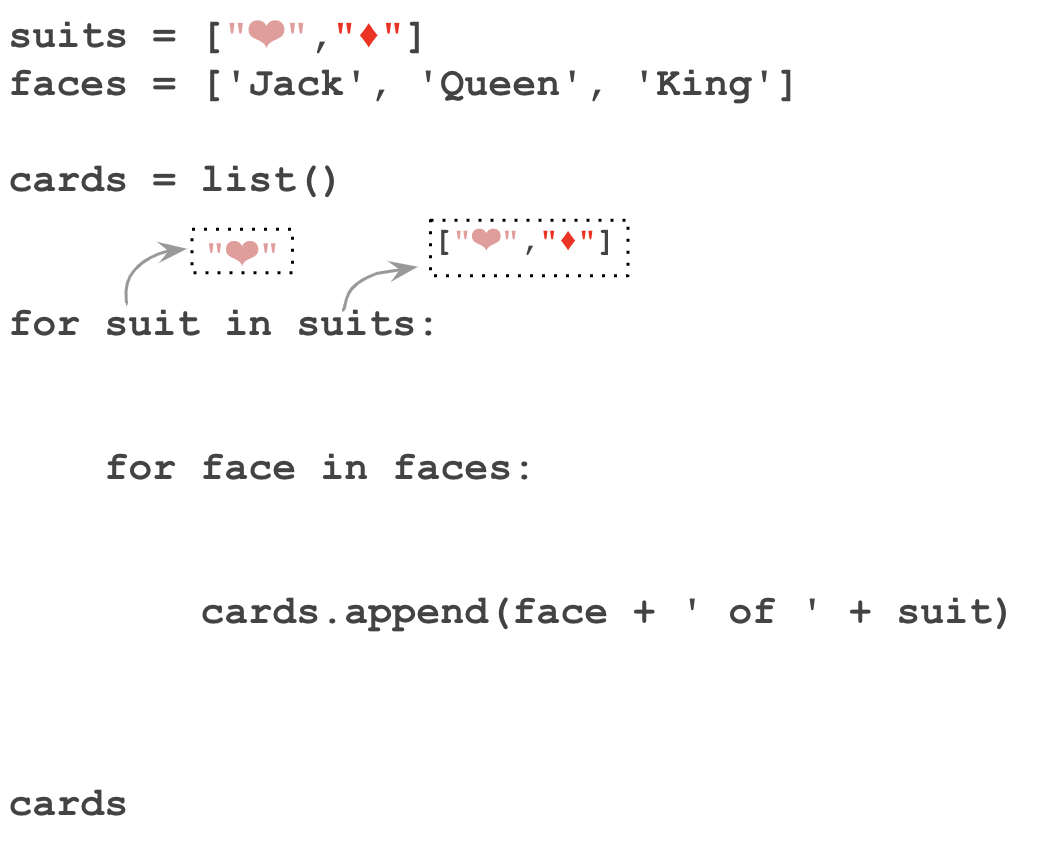 suits = ["❤","♦"]
faces = ['Jack', 'Queen', 'King']
cards = list()
"❤" ["❤","♦"]
for suit in suits:
for face in faces:
cards.append(face + ' of ' + suit)
cards